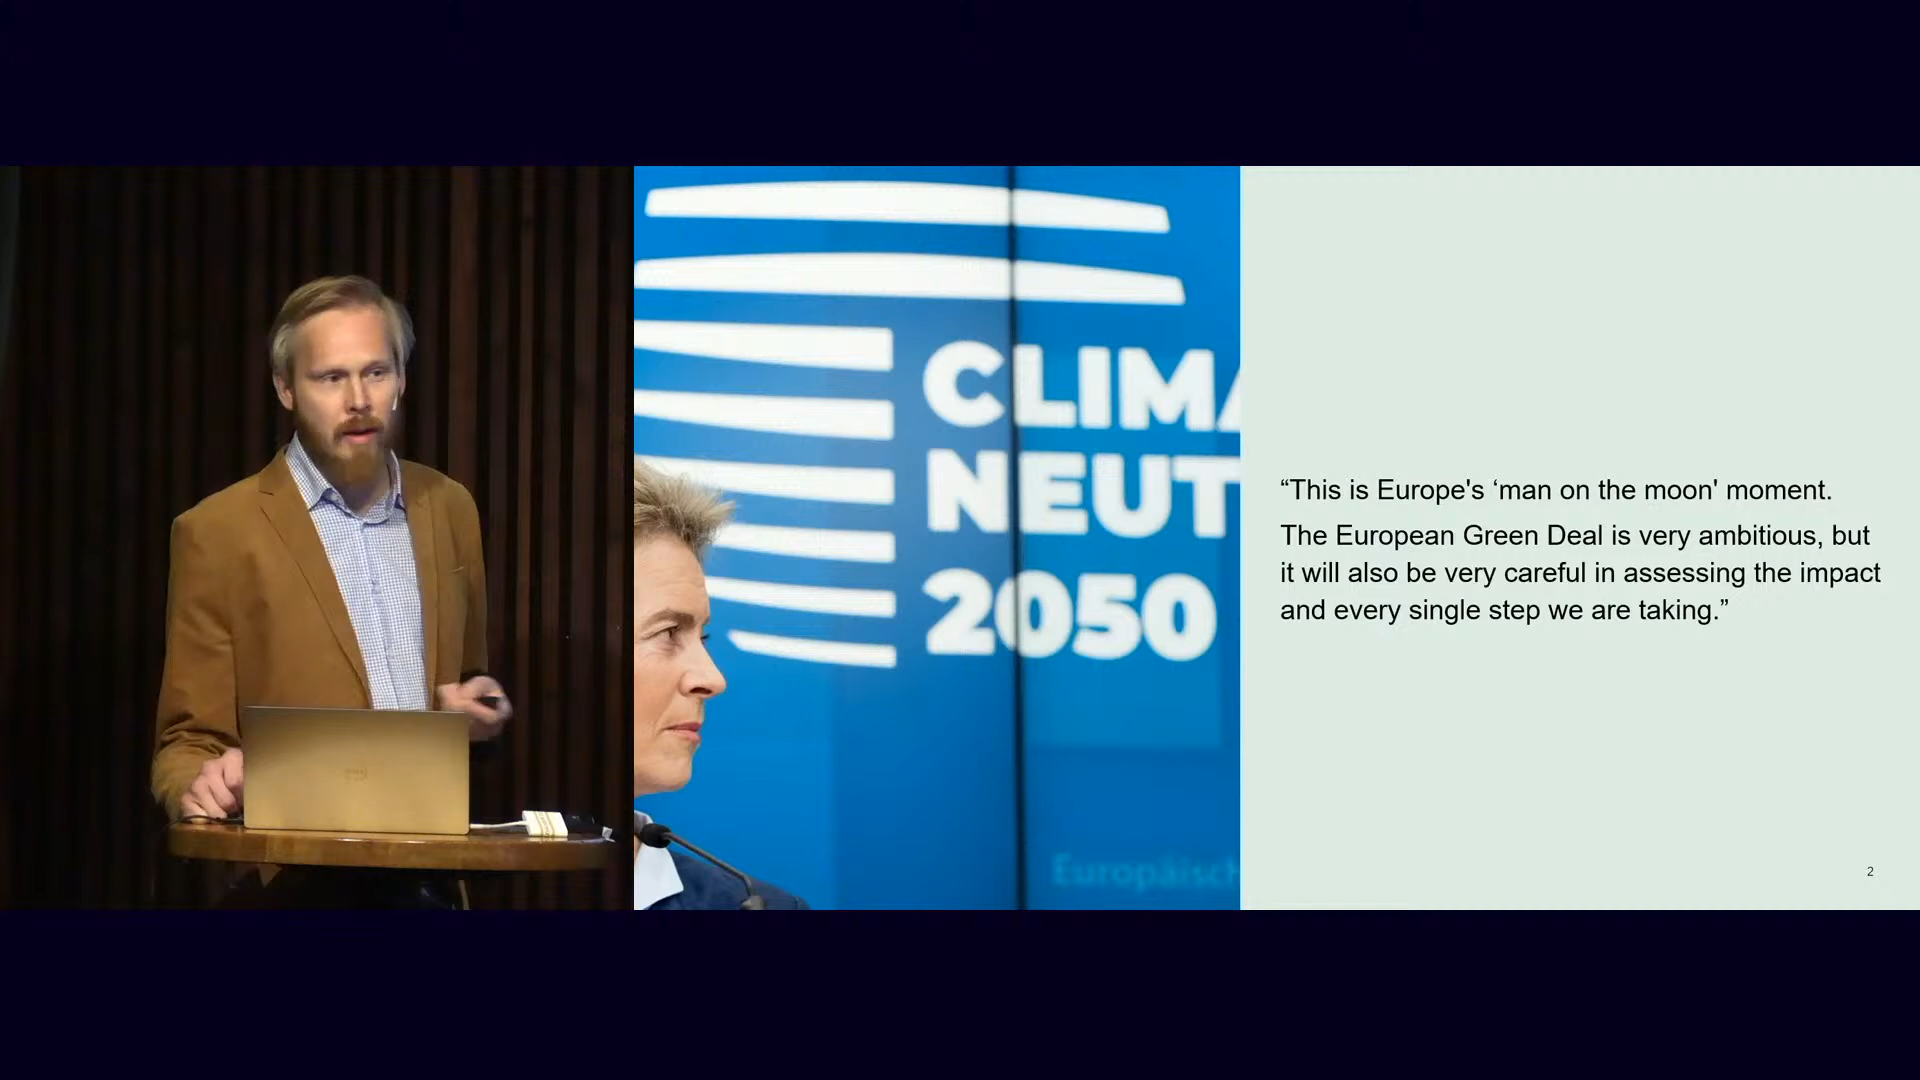 CLIMA
NEUT
2050
Europäisch
“This is Europe's ‘man on the moon' moment.
The European Green Deal is very ambitious, but
it will also be very careful in assessing the impact
and every single step we are taking.”
2